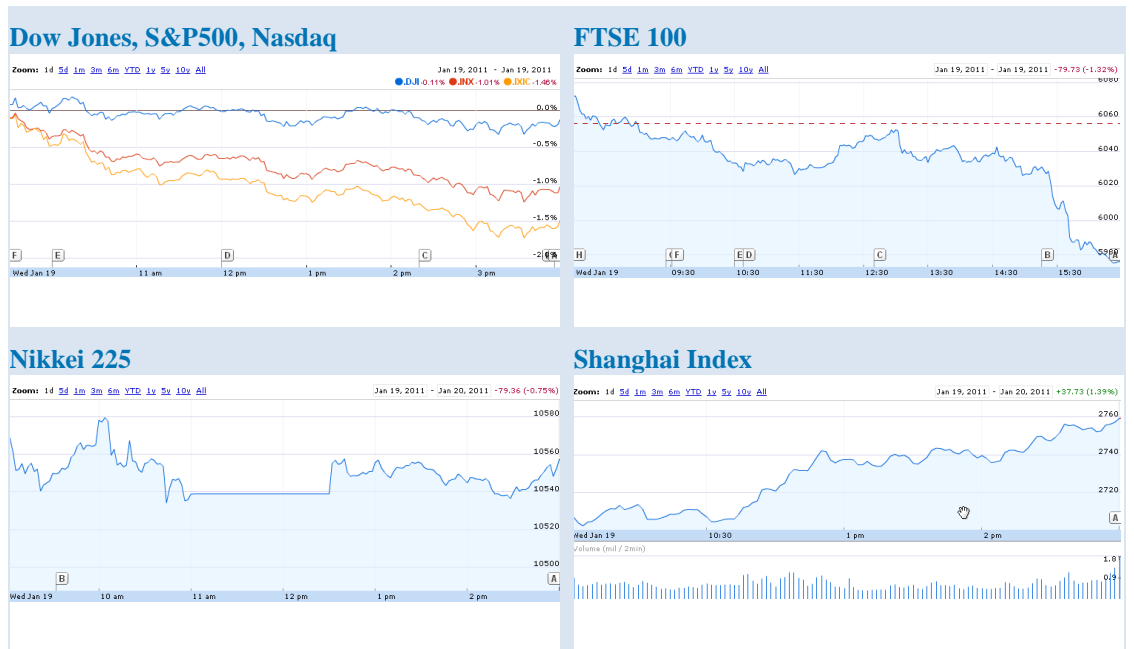 Dow Jones, S&P500, Nasdaq
Zoom: 1d 5d 1m 3m 6m YTD 1y 5y 10y All
Jan 19, 2011 - Jan 19, 2011
.DJI -0.11% .INX -1.01% .IXIC -1.46%
0.0%
-0.5%
-1.0%
-1.5%
F E D C
Wed Jan 19 11 am 12 pm 1 pm 2 pm 3 pm
FTSE 100
Zoom: 1d 5d 1m 3m 6m YTD 1y 5y 10y All
Jan 19, 2011 - Jan 19, 2011 -79.73 (-1.32%)
6080
6060
6040
6020
6000
5980
H F E D C B A
Wed Jan 19 09:30 10:30 11:30 12:30 13:30 14:30 15:30
Nikkei 225
Zoom: 1d 5d 1m 3m 6m YTD 1y 5y 10y All
Jan 19, 2011 - Jan 20, 2011 -79.36 (-0.75%)
10580
10560
10540
10520
10500
B A
Wed Jan 19 10 am 11 am 12 pm 1 pm 2 pm
Shanghai Index
Zoom: 1d 5d 1m 3m 6m YTD 1y 5y 10y All
Jan 19, 2011 - Jan 20, 2011 +37.73 (1.39%)
2760
2740
2720
A
Wed Jan 19 10:30 1 pm 2 pm
Volume (mil / 2min)
1.8
0.9